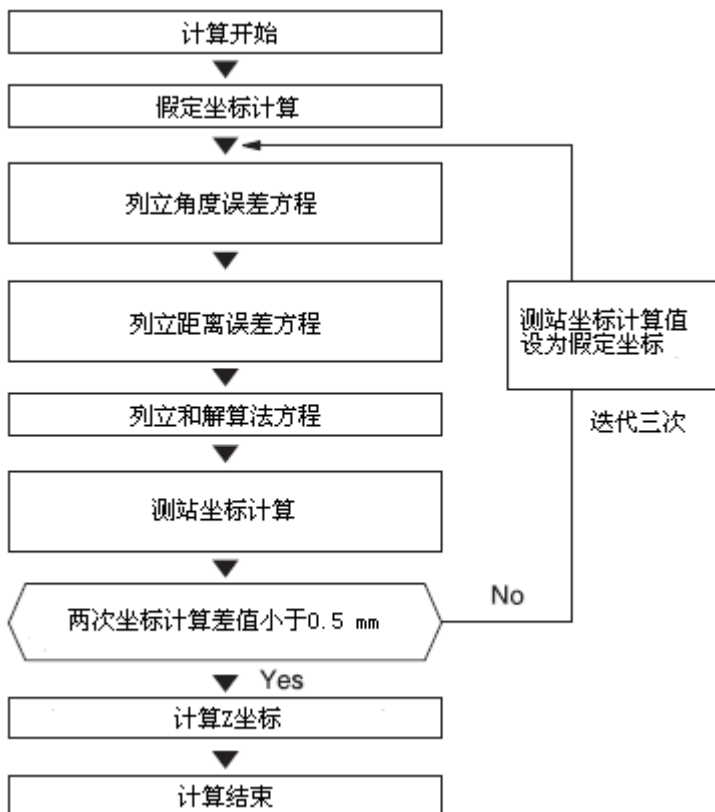 计算开始
假定坐标计算
列立角度误差方程
列立距离误差方程
测站坐标计算值
设为假定坐标
列立和解算法方程
迭代三次
测站坐标计算
两次坐标计算差值小于0.5 mm
No
Yes
计算Z坐标
计算结束